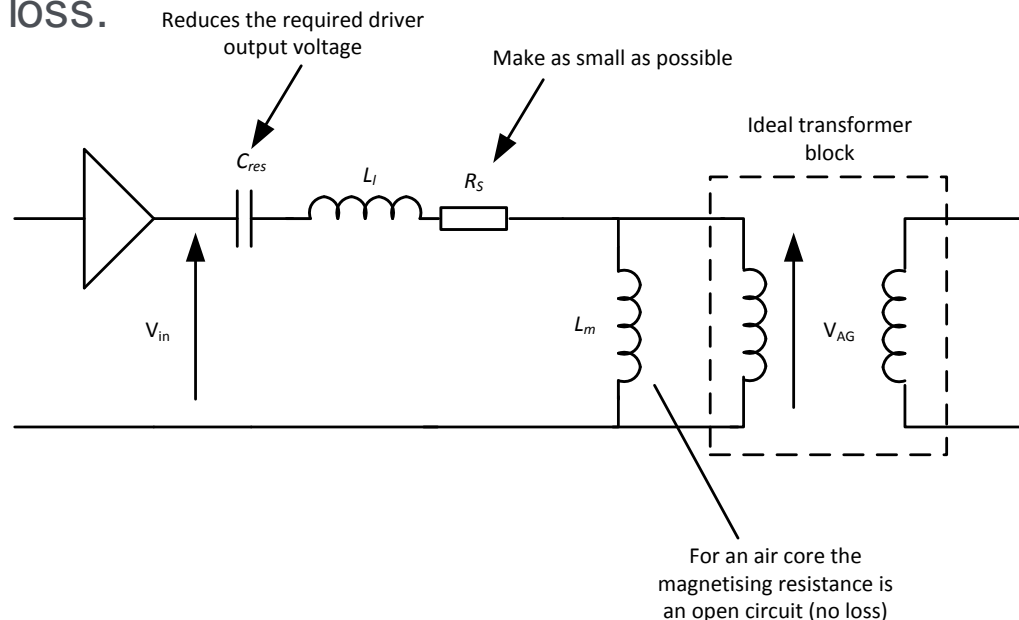 loss.
Reduces the required driver
output voltage
Make as small as possible
Ideal transformer
block
Cres
Ll
RS
Vin
Lm
VAG
For an air core the
magnetising resistance is
an open circuit (no loss)